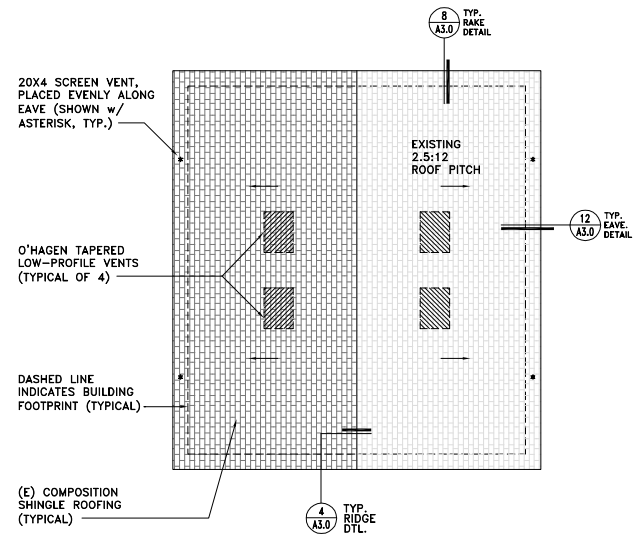 8
A3.0
TYP.
RAKE
DETAIL
20X4 SCREEN VENT,
PLACED EVENLY ALONG
EAVE (SHOWN w/
ASTERISK, TYP.)
*
*
EXISTING
2.5:12
ROOF PITCH
12
A3.0
TYP.
EAVE.
DETAIL
O'HAGEN TAPERED
LOW-PROFILE VENTS
(TYPICAL OF 4)
DASHED LINE
INDICATES BUILDING
FOOTPRINT (TYPICAL)
*
*
(E) COMPOSITION
SHINGLE ROOFING
(TYPICAL)
4
A3.0
TYP.
RIDGE
DTL.